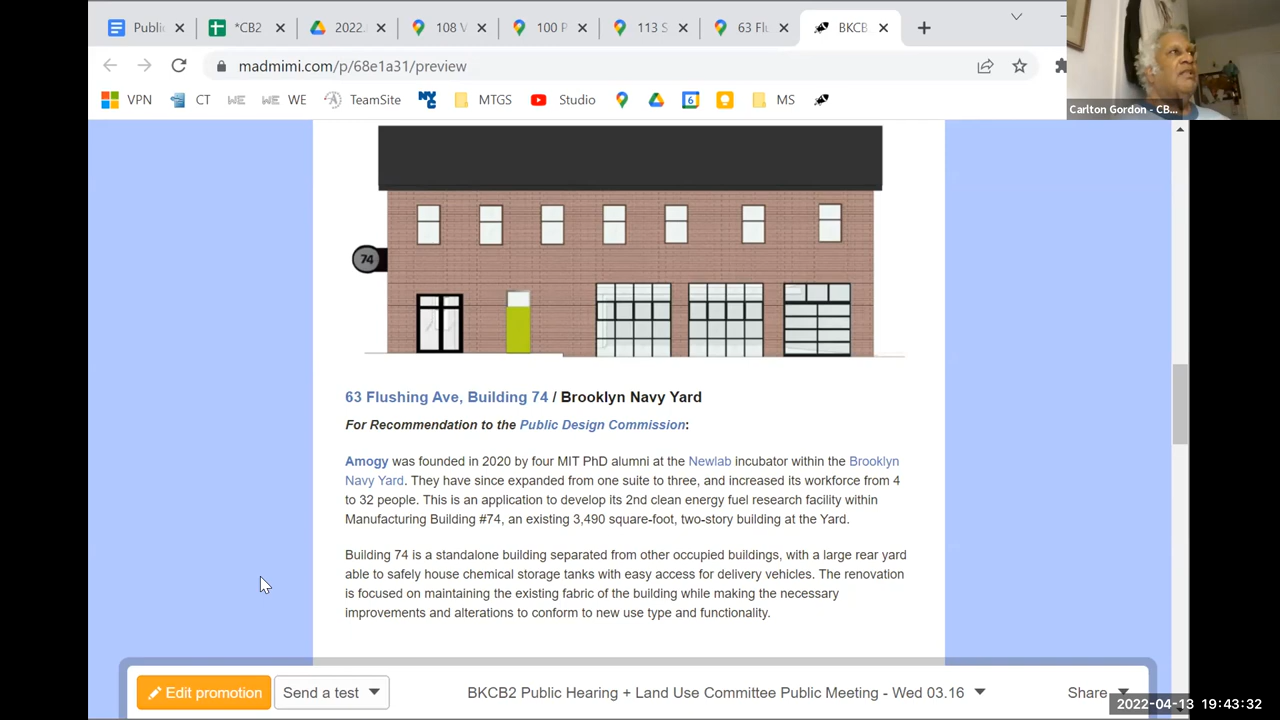 Public
*CB2
2022.
108 V
100 P
113 S
63 Flu
BKCB
madmimi.com/p/68e1a31/preview
VPN
CT
WE
WE
TeamSite
NYC
MTGS
Studio
6
MS
Carlton Gordon - CB...
74
63 Flushing Ave, Building 74 / Brooklyn Navy Yard
For Recommendation to the Public Design Commission:
Amogy was founded in 2020 by four MIT PhD alumni at the Newlab incubator within the Brooklyn
Navy Yard. They have since expanded from one suite to three, and increased its workforce from 4
to 32 people. This is an application to develop its 2nd clean energy fuel research facility within
Manufacturing Building #74, an existing 3,490 square-foot, two-story building at the Yard.
Building 74 is a standalone building separated from other occupied buildings, with a large rear yard
able to safely house chemical storage tanks with easy access for delivery vehicles. The renovation
is focused on maintaining the existing fabric of the building while making the necessary
improvements and alterations to conform to new use type and functionality.
Edit promotion
Send a test
BKCB2 Public Hearing + Land Use Committee Public Meeting - Wed 03.16
Share
2022-04-13 19:43:32